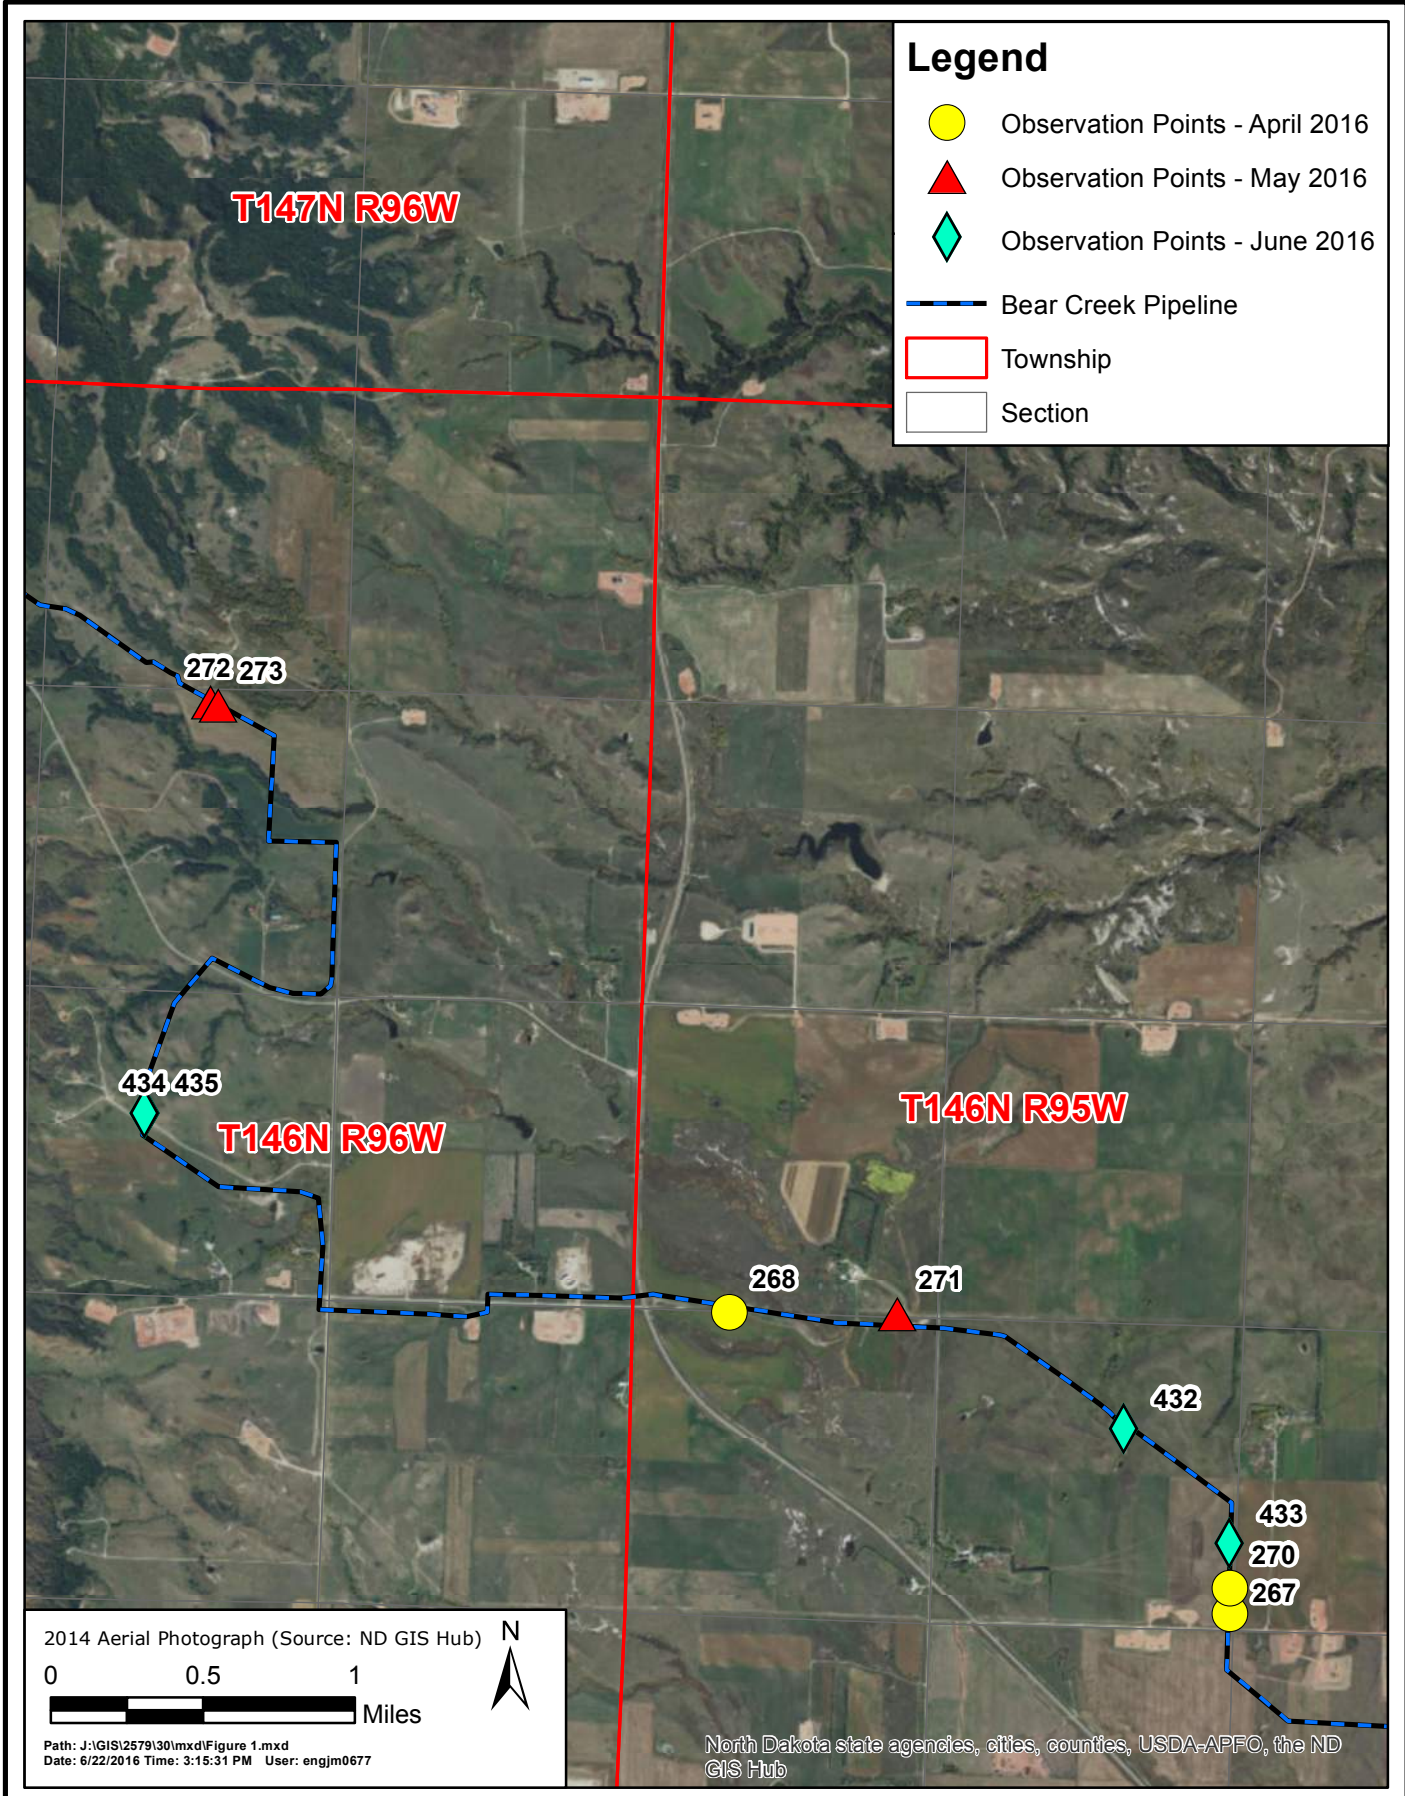 Legend
Observation Points - April 2016
Observation Points - May 2016
Observation Points - June 2016
Bear Creek Pipeline
Township
Section
T147N R96W
272 273
434 435
T146N R96W
T146N R95W
268
271
432
433
270
267
2014 Aerial Photograph (Source: ND GIS Hub)
N
0 0.5 1
Miles
Path: J:\GIS\2579\30\mxd\Figure 1.mxd
Date: 6/22/2016 Time: 3:15:31 PM User: engjm0677
North Dakota state agencies, cities, counties, USDA-APFO, the ND
GIS Hub